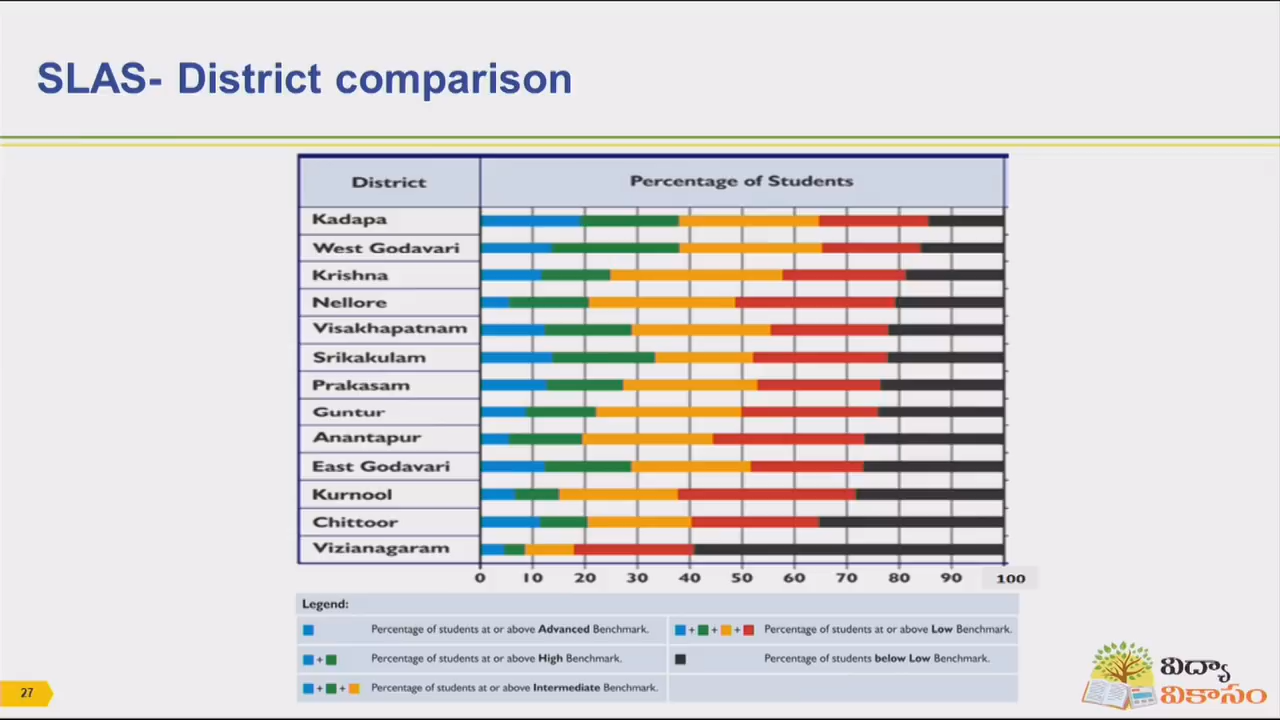 SLAS- District comparison
District Percentage of Students
Kadapa
West Godavari
Krishna
Nellore
Visakhapatnam
Srikakulam
Prakasam
Guntur
Anantapur
East Godavari
Kurnool
Chittoor
Vizianagaram
0 10 20 30 40 50 60 70 80 90 100
Legend:
Percentage of students at or above Advanced Benchmark.
+ Percentage of students at or above High Benchmark.
+ + Percentage of students at or above Intermediate Benchmark.
+ + + Percentage of students at or above Low Benchmark.
Percentage of students below Low Benchmark.
27
విద్యా
వికాసం